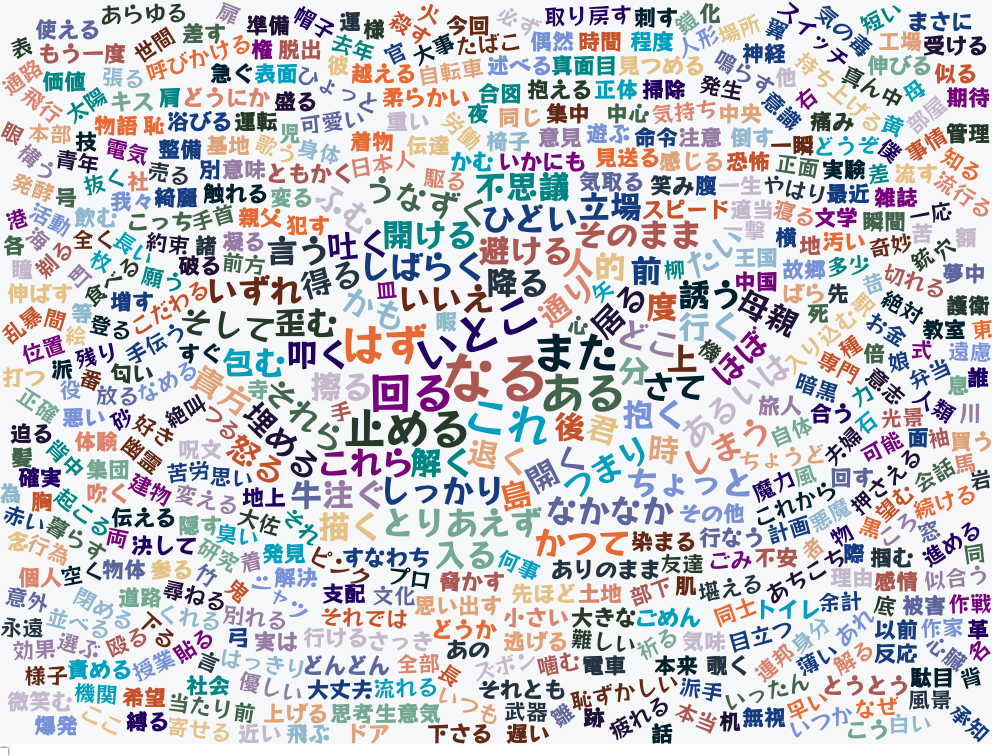 あらゆる 扉 準備 帽子 運 様 殺す 火 今回 必ず 取り戻す 刺す 鎧 化 翼 スイッチ 気の毒 短い まさに
表 使える もう一度 世間 差す 呼びかける 権 脱出 去年 官 大事 たばこ 偶然 時間 程度 人形 場所 神経 工場 受ける
通路 価値 張る 急ぐ 表面 ひょっと 彼 越える 自転車 述べる 真面目 見つめる 鳴らす 他 持ち上げる 真ん中 伸びる 似る
飛行 太陽 キス 肩 どうにか 盛る 柔らかい 合図 抱える 正体 掃除 発生 意識 右 母 部屋 期待
眼 本部 技 物語 恥 浴びる 運転 児 可愛い 重い 労働 夜 同じ 集中 中心 気持ち 中央 痛み 黄 事情 管理
横う 青年 電気 整備 基地 歌う 身体 着物 伝達 椅子 意見 遊ぶ 命令 注意 倒す 一瞬 どうぞ 僕 知る
発酵 号 抜く 社 売る 別 意味 ともかく 日本人 駆る かむ いかにも 見送る 感じる 恐怖 正面 実験 差 流す 流行る
港 活動 飲む 我々 綺麗 触れる 変る ふむ うなずく 不思議 気取る 笑み 腹 一生 やはり 最近 雑誌
各 海 全く 長い こっち 手首 親父 犯す 開ける ひどい 立場 スピード 適当 寝る 文学 瞬間 一応 苦 額
瞳 剃る 枚 約束 諸 凝る 言う 吐く 避ける そのまま 一撃 横 地 汚い 奇妙 銃穴
伸ばす 食べる 願う 破る 前方 得る しばらく 降る 人 的 前 柳 たい 王国 中国 故郷 多少 昔 切れる 夢中
乱暴 間 等 増す こだわる いずれ 皿 いいえ 通り 矢 居る 度 誘う 母親 ばら 先 死 絶対 護衛
位置 絵 登る 手伝う そして 歪む かも 暇 いとこ 心 どこ 行く 入り込む お金 教室 東
打つ 派 残り 番 匂い すぐ 包む 叩く はず また 上 機 ほぼ 種 専門 倍 娘 式 弁当 遠慮
正確 役 放る なめる 貴方 寺 擦る 回る なる ある 分 さて いは 暗黒 力 意志 人類 息 誰
迫る 悪い 砂 好き 絶叫 つる 埋める それら 手 止める これ 後 君 抱く ある 旅人 合う 石 光景 川
髪 背中 体験 幽霊 呪文 怒る これら 解く 退く 開く つまり 時 しまう 自体 夫婦 可能 面 袖 買う
確実 集団 苦労 思い 地上 牛 注ぐ しっかり 島 ちょっと ちょうど 魔力 風 回す 押さえる 会話 馬 岩
為 胸 起こる 吹く 建物 変える それ 描く とりあえず なかなか その他 これから 悪魔 黒 望む 続ける
赤い 暮らす 伝える 隠す 臭い 大佐 かつて 染まる 行なう 計画 物 ころ 窓 進める
念 行為 両 決して 研究 着 発見 ピンク すなわち 入る 何事 ありのまま 友達 ごみ 不安 者 際 掴む 同
個人 空く 物体 参る 竹 鬼 ジャン 解決 支配 文化 プロ 脅かす 先ほど 土地 部下 肌 堪える あちこち 理由 感情 似合う
意外 閉める 道路 尋ねる くれる 別れる それでは 思い出す 小さい 大きな ごめん 同士 トイレ 余計 底 被害 作戦
永遠 並べる 殴る 下る 弓 実は 行ける さっき どうか 逃げる 難しい 祈る 気味 目立つ 身分 あれ 以前 作家 革
効果 選ぶ 授業 貼る 言 はっきり どんどん 全部 長 あの ズボン 噛む 電車 本来 覗く 連邦 薄い 解る 反応 心臓 名
様子 責める 機関 希望 社会 優しい 大丈夫 流れる いつも それとも 恥ずかしい 派手 いったん とうとう 駄目 背
微笑む ここ 縛る 当たり前 上げる 思考 生意気 武器 離 跡 疲れる 本当 机 無視 早い なぜ 風景
爆発 寄せる 近い 飛ぶ ドア 下さる 遅い 話 いつか こう 白い 承知